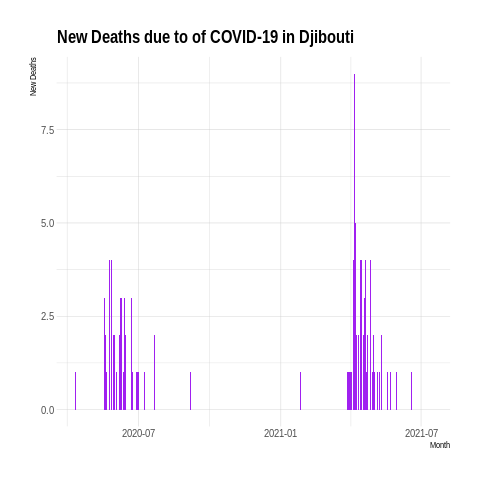 New Deaths due to of COVID-19 in Djibouti
New Deaths
7.5
5.0
2.5
0.0
2020-07
2021-01
2021-07
Month